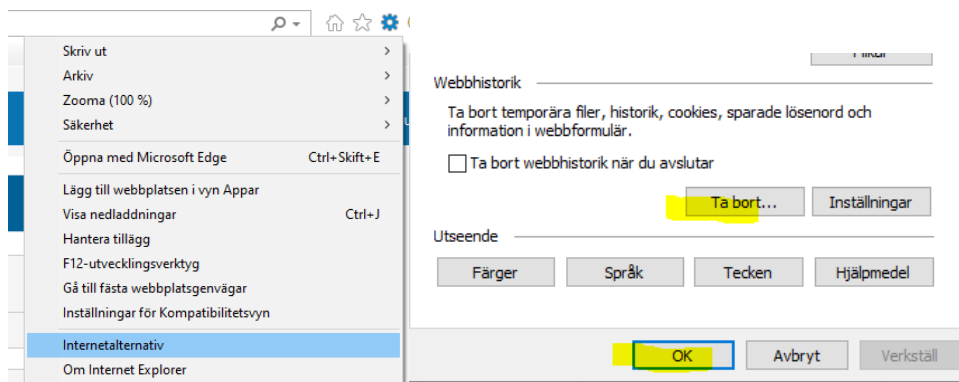 Skriv ut
Arkiv
Zooma (100 %)
Säkerhet
Öppna med Microsoft Edge Ctrl+Skift+E
Lägg till webbplatsen i vyn Appar
Visa nedladdningar Ctrl+J
Hantera tillägg
F12-utvecklingsverktyg
Gå till fästa webbplatsgenvägar
Inställningar för Kompatibilitetsvyn
Internetalternativ
Om Internet Explorer
Webbhistorik
Ta bort temporära filer, historik, cookies, sparade lösenord och
information i webbformulär.
Ta bort webbhistorik när du avslutar
Ta bort... Inställningar
Utseende
Färger Språk Tecken Hjälpmedel
OK Avbryt Verkställ